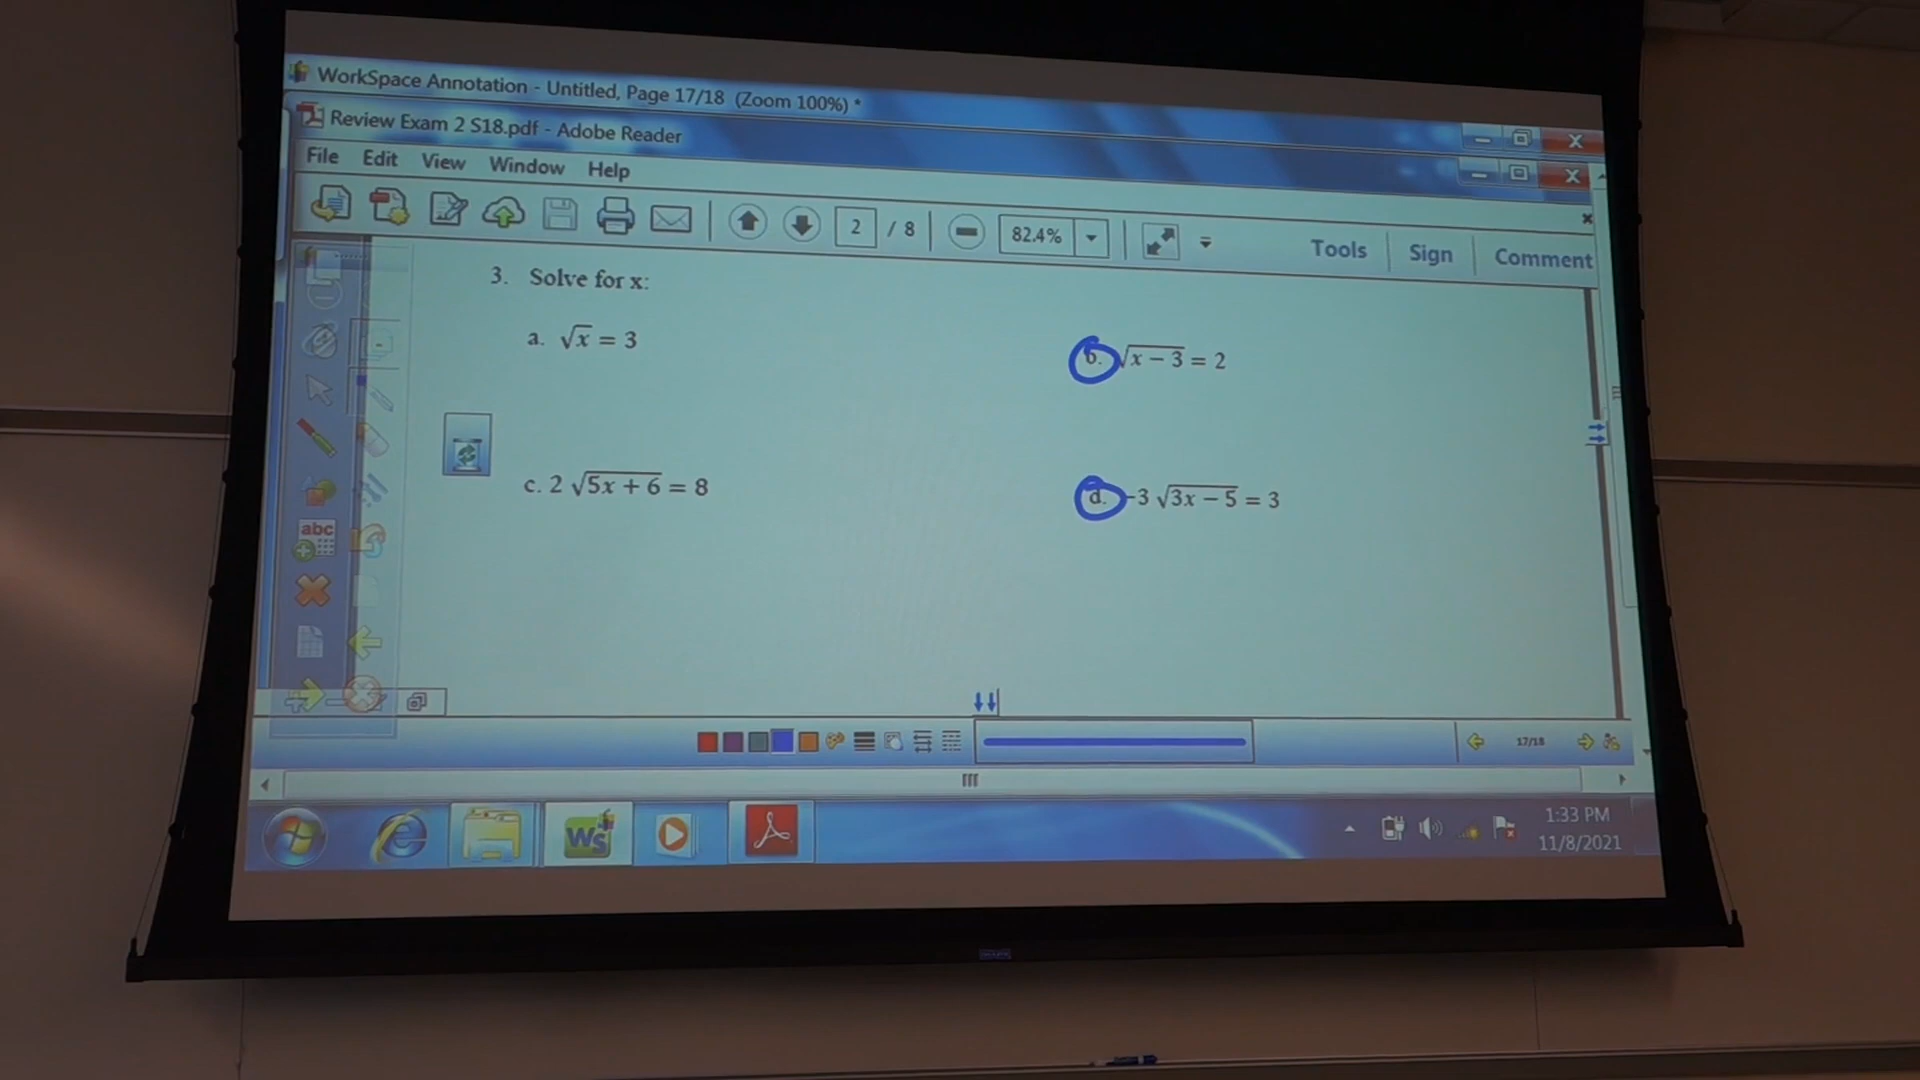 WorkSpace Annotation - Untitled, Page 17/18 (Zoom 100%) *
Review Exam 2 S18.pdf - Adobe Reader
File Edit View Window Help
2 / 8 82.4% Tools Sign Comment
3. Solve for x:
a. √x = 3
b. √x − 3 = 2
c. 2 √5x + 6 = 8
d. -3 √3x − 5 = 3
abc
17/18
WS
1:33 PM
11/8/2021